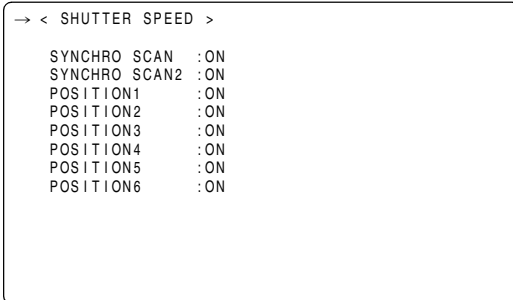 → < SHUTTER SPEED >
SYNCHRO SCAN :ON
SYNCHRO SCAN2 :ON
POSITION1 :ON
POSITION2 :ON
POSITION3 :ON
POSITION4 :ON
POSITION5 :ON
POSITION6 :ON